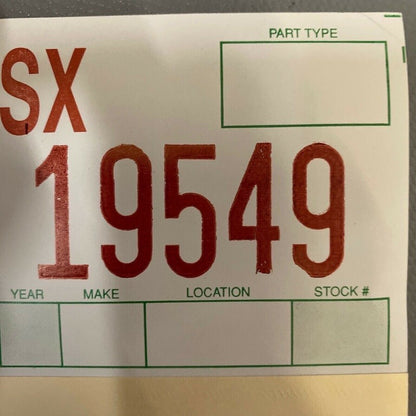 PART TYPE
SX
19549
YEAR MAKE LOCATION STOCK #